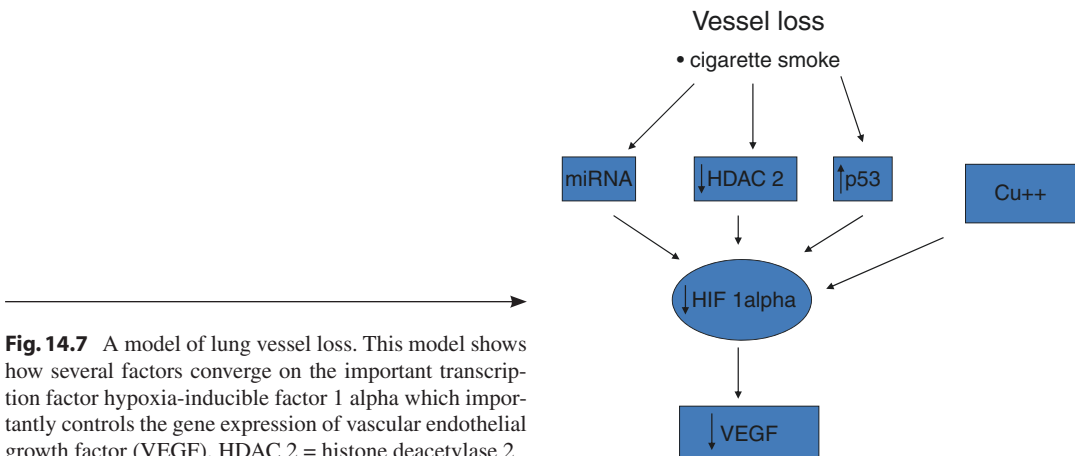 Vessel loss
• cigarette smoke
miRNA
↓HDAC 2
↑p53
Cu++
↓HIF 1alpha
↓VEGF
Fig. 14.7 A model of lung vessel loss. This model shows
how several factors converge on the important transcrip-
tion factor hypoxia-inducible factor 1 alpha which impor-
tantly controls the gene expression of vascular endothelial
growth factor (VEGF). HDAC 2 = histone deacetylase 2